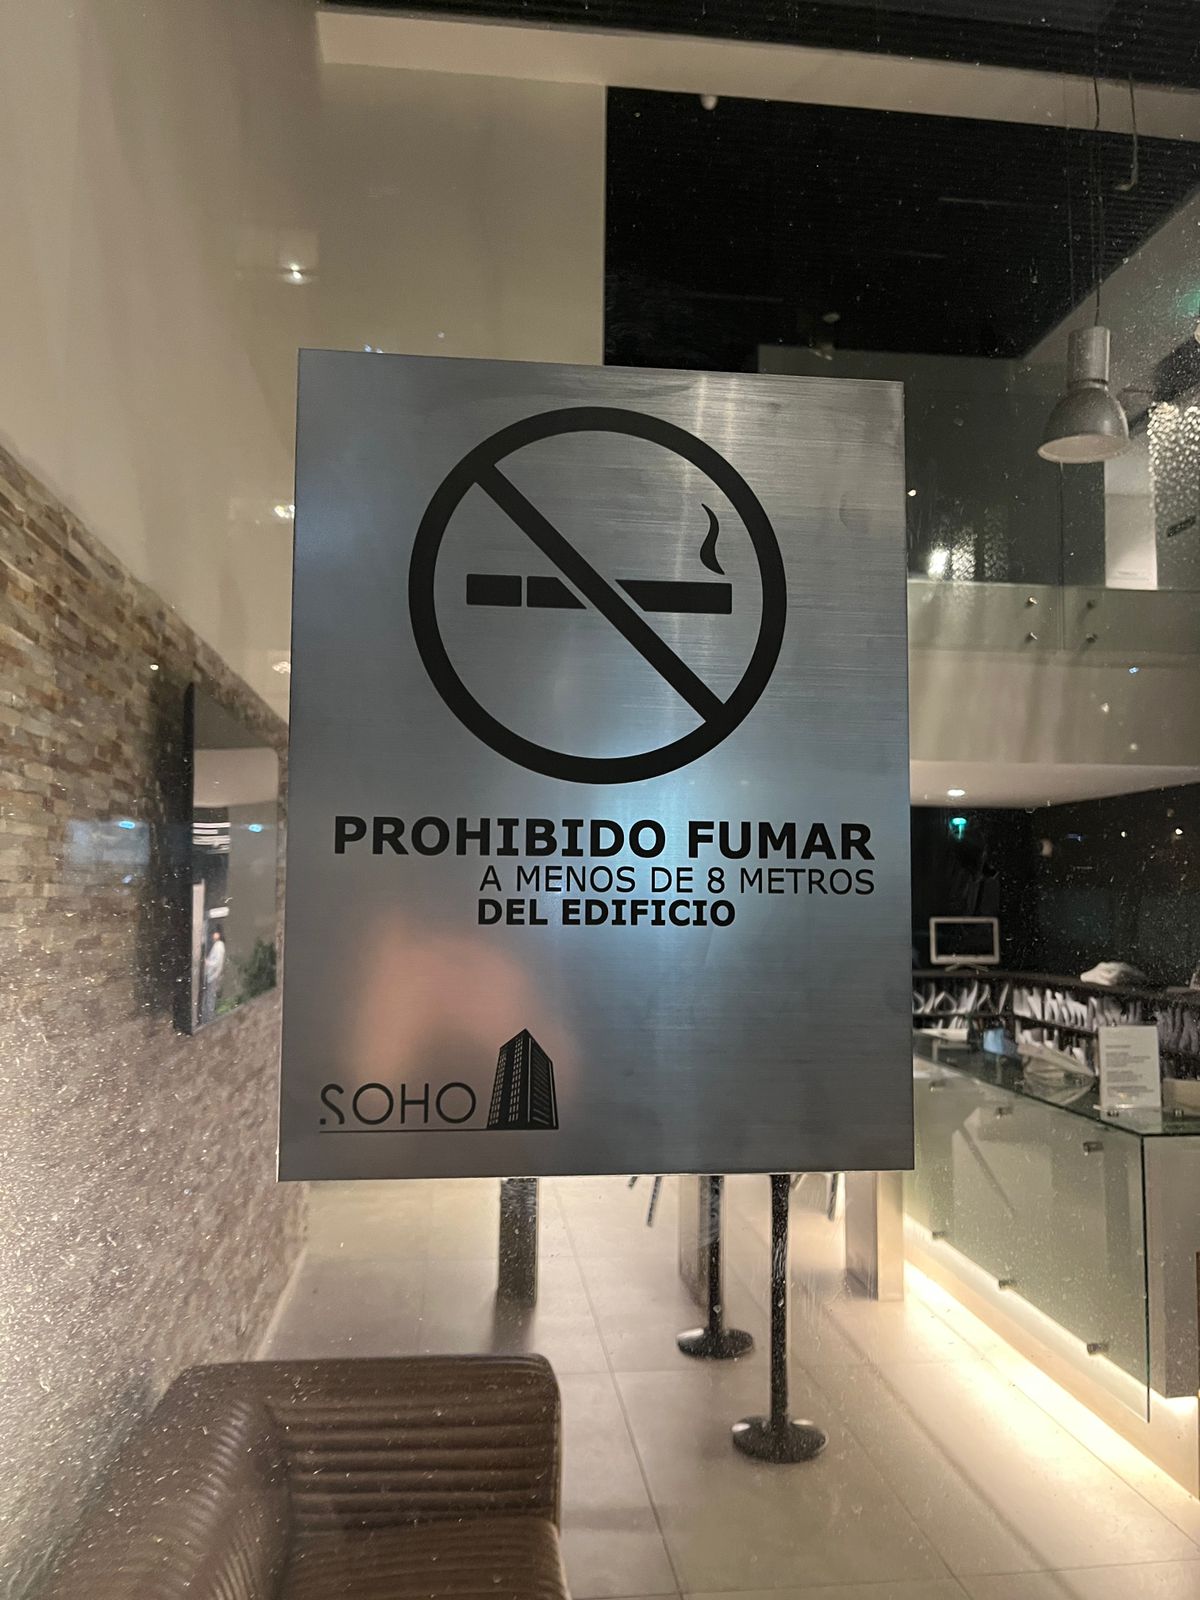 PROHIBIDO FUMAR
A MENOS DE 8 METROS
DEL EDIFICIO
SOHO